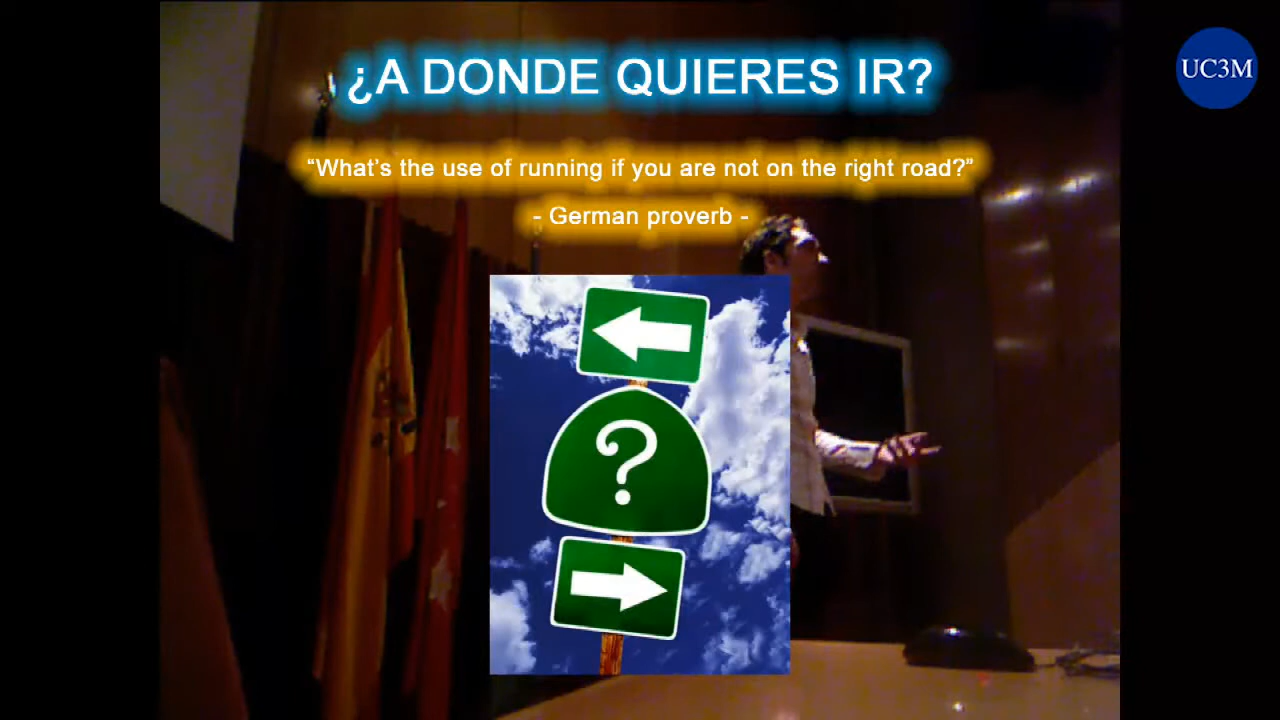 ¿A DONDE QUIERES IR?
UC3M
“What’s the use of running if you are not on the right road?”
- German proverb -
?